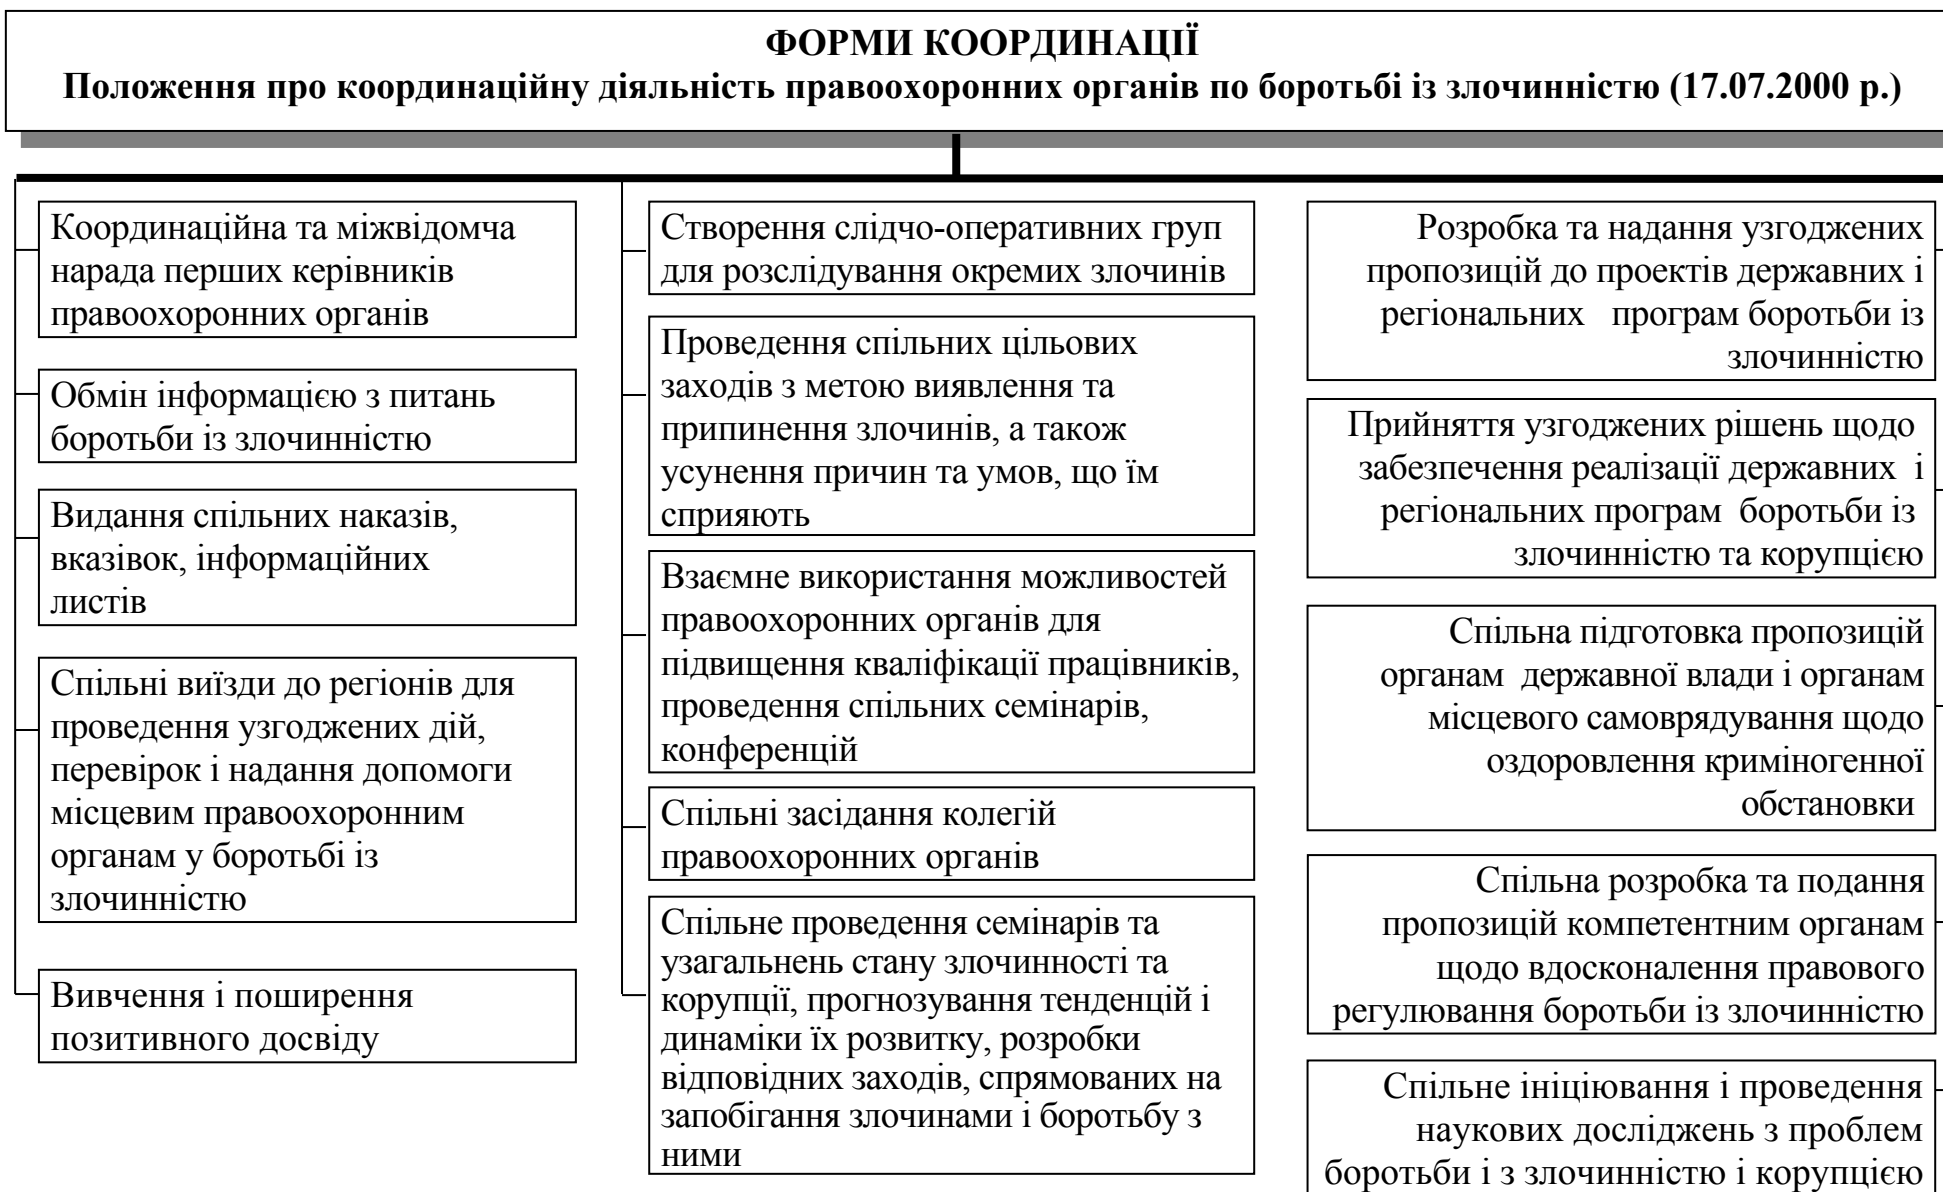 ФОРМИ КООРДИНАЦІЇ
Положення про координаційну діяльність правоохоронних органів по боротьбі із злочинністю (17.07.2000 р.)
Координаційна та міжвідомча
нарада перших керівників
правоохоронних органів
Обмін інформацією з питань
боротьби із злочинністю
Видання спільних наказів,
вказівок, інформаційних
листів
Спільні виїзди до регіонів для
проведення узгоджених дій,
перевірок і надання допомоги
місцевим правоохоронним
органам у боротьбі із
злочинністю
Вивчення і поширення
позитивного досвіду
Створення слідчо-оперативних груп
для розслідування окремих злочинів
Проведення спільних цільових
заходів з метою виявлення та
припинення злочинів, а також
усунення причин та умов, що їм
сприяють
Взаємне використання можливостей
правоохоронних органів для
підвищення кваліфікації працівників,
проведення спільних семінарів,
конференцій
Спільні засідання колегій
правоохоронних органів
Спільне проведення семінарів та
узагальнень стану злочинності та
корупції, прогнозування тенденцій і
динаміки їх розвитку, розробки
відповідних заходів, спрямованих на
запобігання злочинами і боротьбу з
ними
Розробка та надання узгоджених
пропозицій до проектів державних і
регіональних програм боротьби із
злочинністю
Прийняття узгоджених рішень щодо
забезпечення реалізації державних і
регіональних програм боротьби із
злочинністю та корупцією
Спільна підготовка пропозицій
органам державної влади і органам
місцевого самоврядування щодо
оздоровлення криміногенної
обстановки
Спільна розробка та подання
пропозицій компетентним органам
щодо вдосконалення правового
регулювання боротьби із злочинністю
Спільне ініціювання і проведення
наукових досліджень з проблем
боротьби і з злочинністю і корупцією